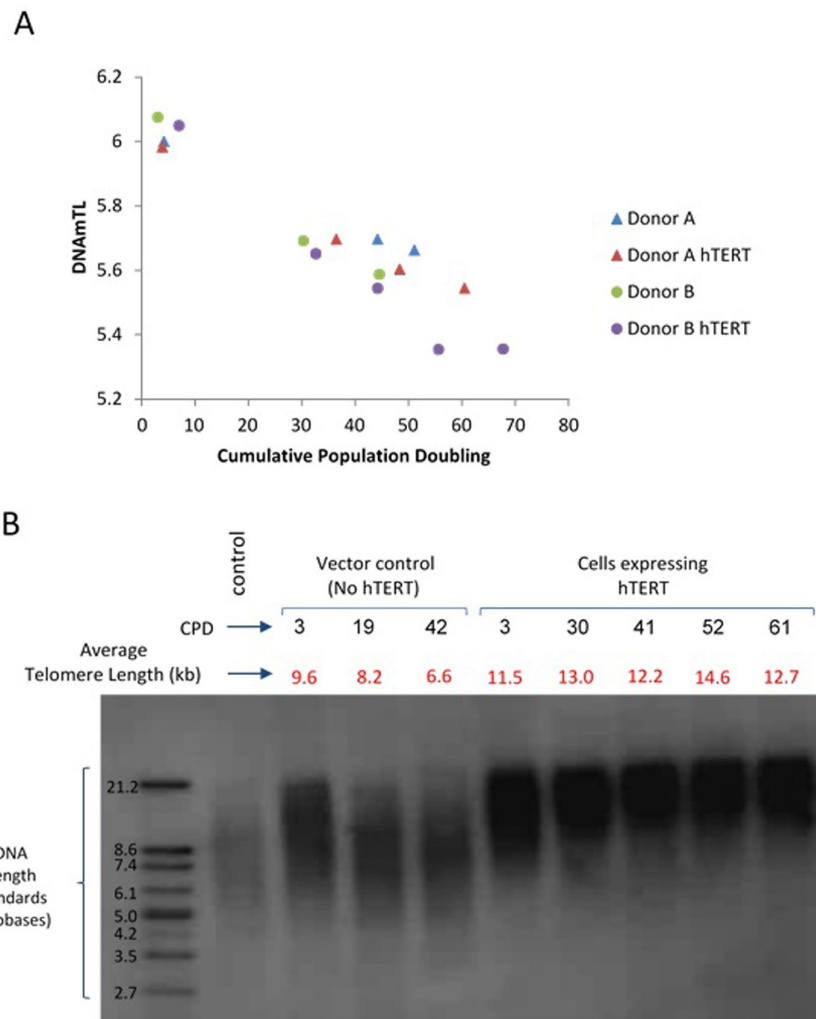 A
6.2
6
5.8
5.6
5.4
5.2
DNAmTL
0 10 20 30 40 50 60 70 80
Cumulative Population Doubling
Donor A
Donor A hTERT
Donor B
Donor B hTERT
B
control
Vector control
(No hTERT)
Cells expressing
hTERT
CPD 3 19 42 3 30 41 52 61
Average
Telomere Length (kb) 9.6 8.2 6.6 11.5 13.0 12.2 14.6 12.7
21.2
8.6
7.4
6.1
5.0
4.2
3.5
2.7